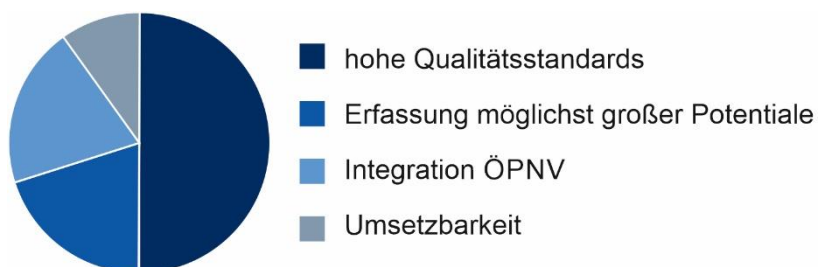 hohe Qualitätsstandards
Erfassung möglichst großer Potentiale
Integration ÖPNV
Umsetzbarkeit